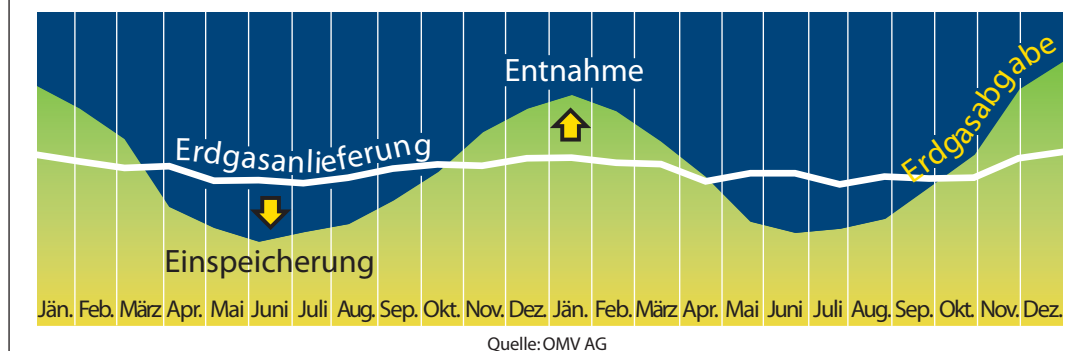 Entnahme
Erdgasabgabe
Erdgasanlieferung
Einspeicherung
Jän. Feb. März Apr. Mai Juni Juli Aug. Sep. Okt. Nov. Dez. Jän. Feb. März Apr. Mai Juni Juli Aug. Sep. Okt. Nov. Dez.
Quelle: OMV AG